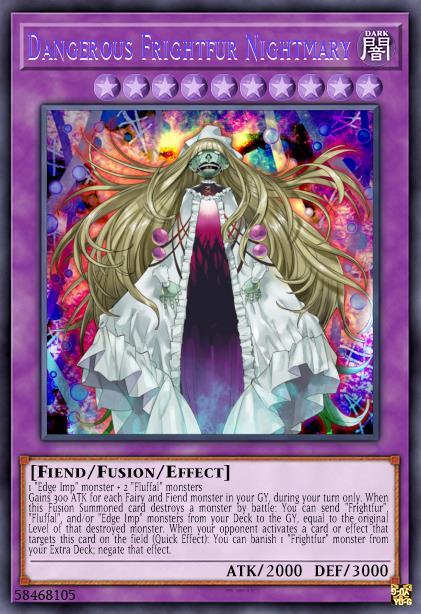 Dangerous Frightfur Nightmary
DARK
闇
[Fiend/Fusion/Effect]
1 "Edge Imp" monster + 2 "Fluffal" monsters
Gains 300 ATK for each Fairy and Fiend monster in your GY, during your turn only. When
this Fusion Summoned card destroys a monster by battle: You can send "Frightfur",
"Fluffal", and/or "Edge Imp" monsters from your Deck to the GY, equal to the original
Level of that destroyed monster. When your opponent activates a card or effect that
targets this card on the field (Quick Effect): You can banish 1 "Frightfur" monster from
your Extra Deck; negate that effect.
ATK/2000 DEF/3000
58468105